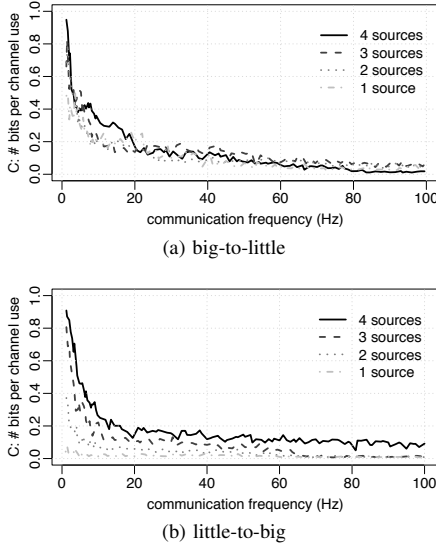 C: # bits per channel use
0.0 0.2 0.4 0.6 0.8 1.0
4 sources
3 sources
2 sources
1 source
0 20 40 60 80 100
communication frequency (Hz)
(a) big-to-little
C: # bits per channel use
0.0 0.2 0.4 0.6 0.8 1.0
4 sources
3 sources
2 sources
1 source
0 20 40 60 80 100
communication frequency (Hz)
(b) little-to-big